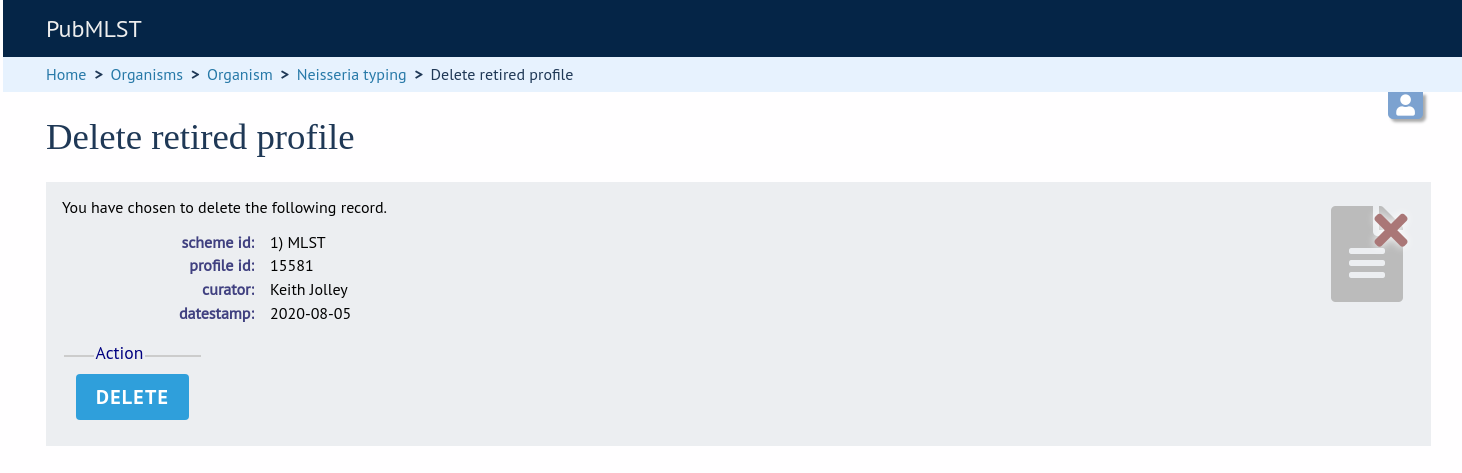 PubMLST
Home > Organisms > Organism > Neisseria typing > Delete retired profile
Delete retired profile
You have chosen to delete the following record.
scheme id: 1) MLST
profile id: 15581
curator: Keith Jolley
datestamp: 2020-08-05
Action
DELETE